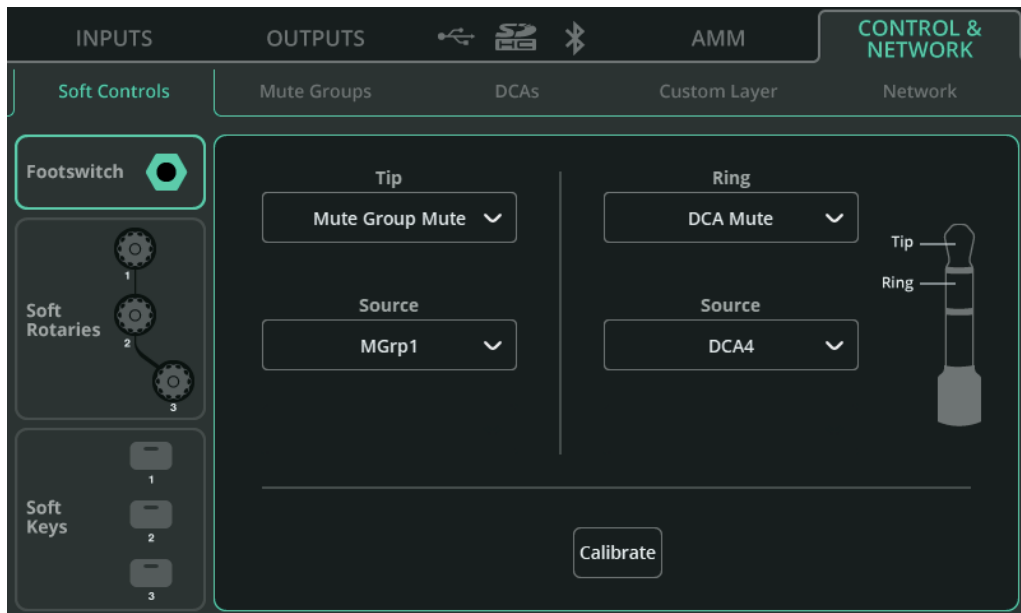 INPUTS
OUTPUTS
SD
HC
AMM
CONTROL &
NETWORK
Soft Controls
Mute Groups
DCAs
Custom Layer
Network
Footswitch
Soft
Rotaries
1
2
3
Soft
Keys
1
2
3
Tip
Mute Group Mute
Source
MGrp1
Ring
DCA Mute
Source
DCA4
Tip
Ring
Calibrate